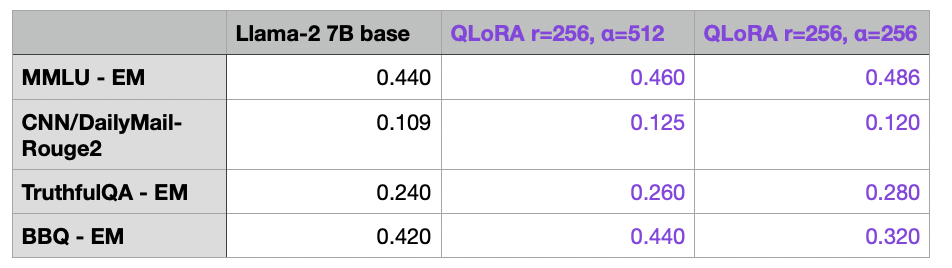 Llama-2 7B base QLoRA r=256, α=512 QLoRA r=256, α=256
MMLU - EM 0.440 0.460 0.486
CNN/DailyMail- 0.109 0.125 0.120
Rouge2
TruthfulQA - EM 0.240 0.260 0.280
BBQ - EM 0.420 0.440 0.320